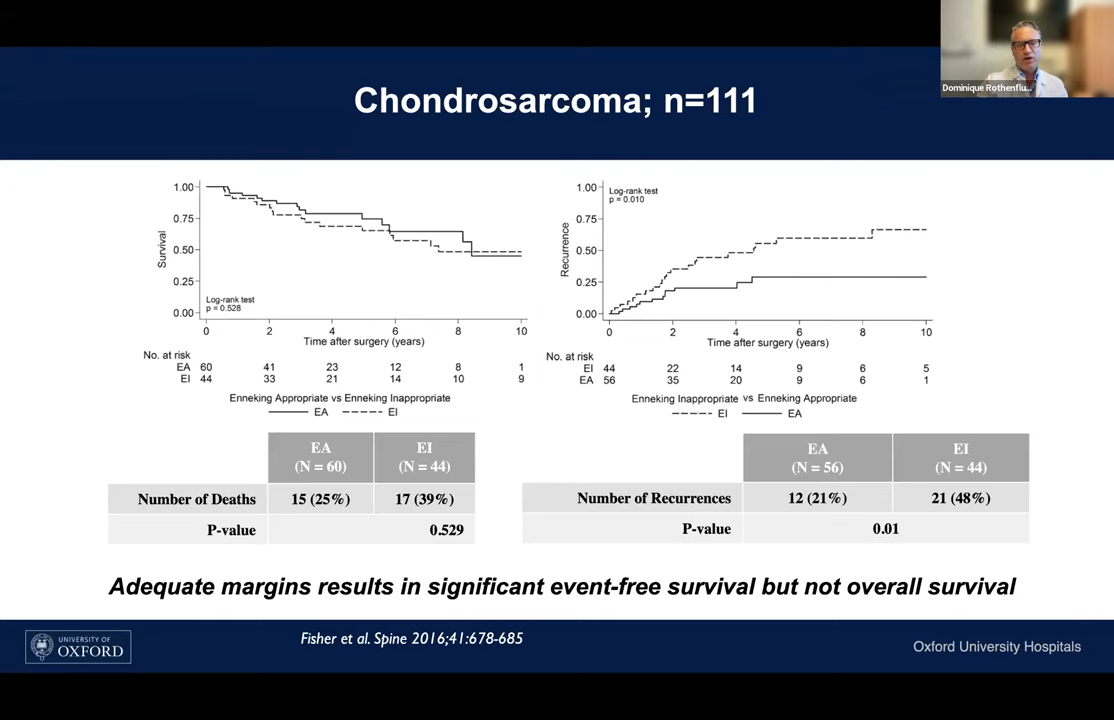 Dominique Rothenflu...
Chondrosarcoma; n=111
1.00
0.75
0.50
0.25
0.00
Survival
Log-rank test
p = 0.528
0 2 4 6 8 10
Time after surgery (years)
No. at risk
EA 60 41 23 12 8 1
EI 44 33 21 14 10 9
Enneking Appropriate vs Enneking Inappropriate
EA EI
1.00
0.75
0.50
0.25
0.00
Recurrence
Log-rank test
p = 0.010
0 2 4 6 8 10
Time after surgery (years)
No. at risk
EI 44 22 14 9 6 5
EA 56 35 20 9 6 1
Enneking Inappropriate vs Enneking Appropriate
EI EA
EA EI
(N = 60) (N = 44)
Number of Deaths 15 (25%) 17 (39%)
P-value 0.529
EA EI
(N = 56) (N = 44)
Number of Recurrences 12 (21%) 21 (48%)
P-value 0.01
Adequate margins results in significant event-free survival but not overall survival
UNIVERSITY OF
OXFORD
Fisher et al. Spine 2016;41:678-685
Oxford University Hospitals